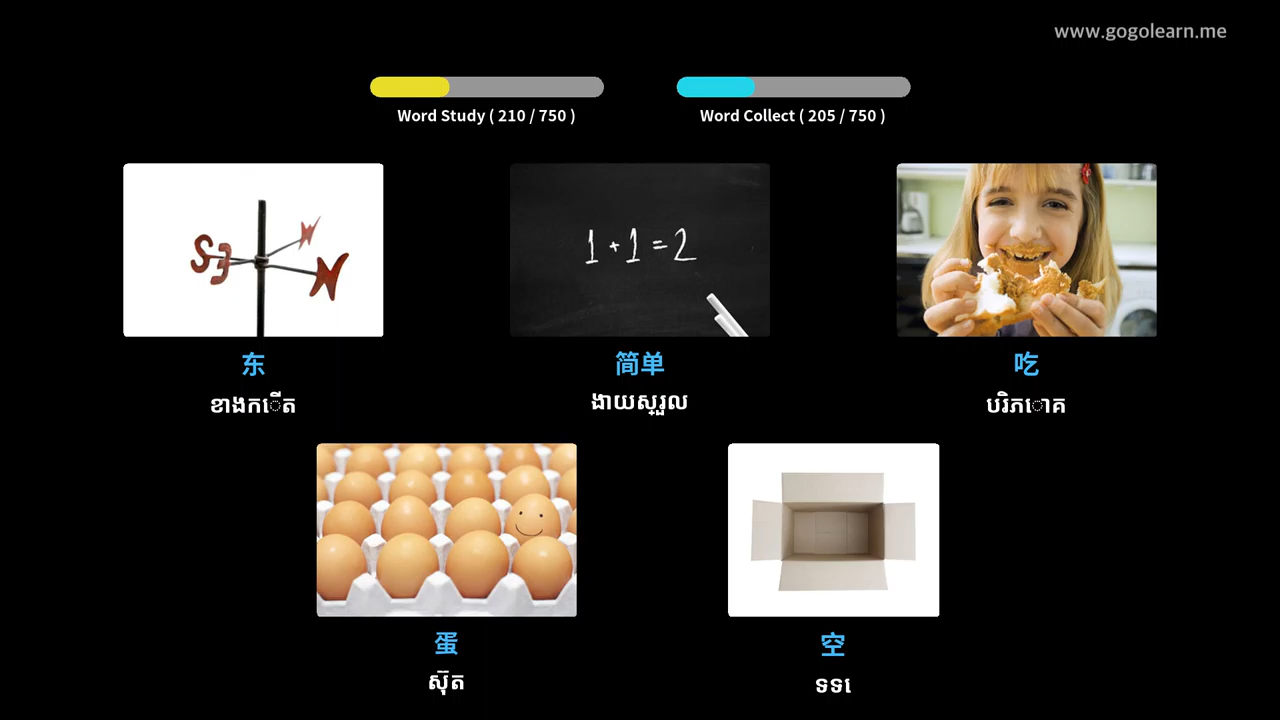 www.gogolearn.me
Word Study ( 210 / 750 )
Word Collect ( 205 / 750 )
S E N W
1 + 1 = 2
东
简单
吃
ខាងកើត
ងាយស្រួល
បរិភោគ
蛋
空
ស៊ុត
ទទេ